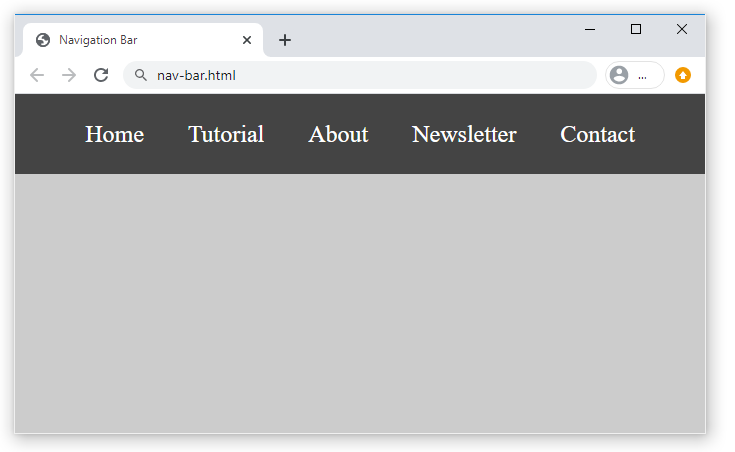 Navigation Bar
nav-bar.html
...
Home Tutorial About Newsletter Contact